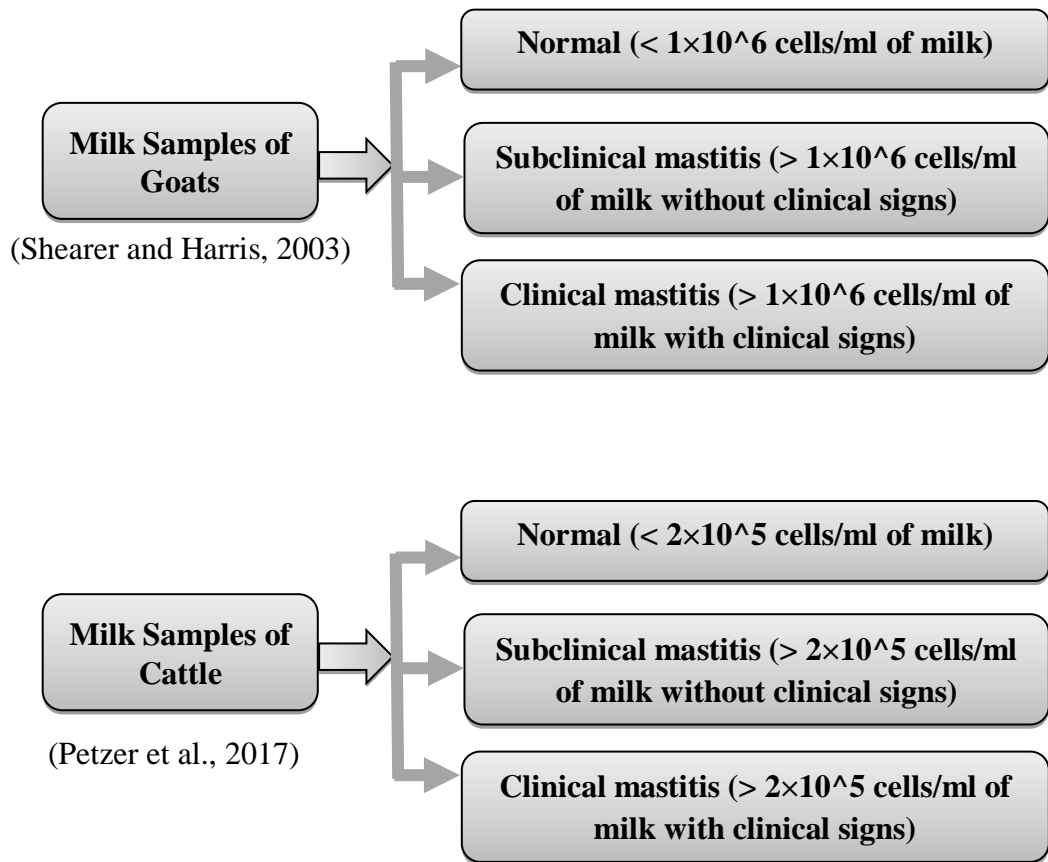 Milk Samples of
Goats
(Shearer and Harris, 2003)
Normal (< 1×10^6 cells/ml of milk)
Subclinical mastitis (> 1×10^6 cells/ml
of milk without clinical signs)
Clinical mastitis (> 1×10^6 cells/ml of
milk with clinical signs)
Milk Samples of
Cattle
(Petzer et al., 2017)
Normal (< 2×10^5 cells/ml of milk)
Subclinical mastitis (> 2×10^5 cells/ml
of milk without clinical signs)
Clinical mastitis (> 2×10^5 cells/ml of
milk with clinical signs)